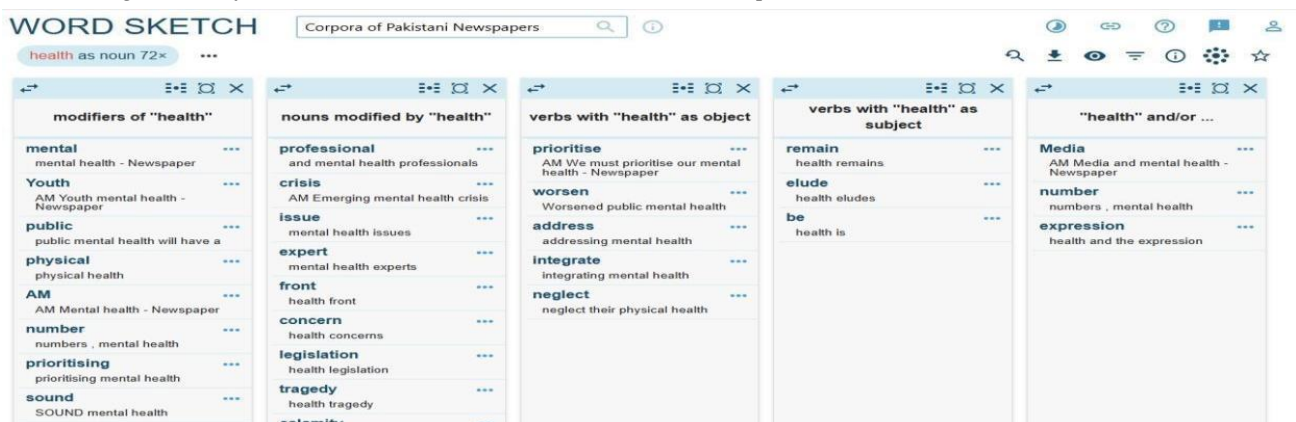 WORD SKETCH
Corpora of Pakistani Newspapers
health as noun 72×
modifiers of "health"
mental
mental health - Newspaper
Youth
AM Youth mental health -
Newspaper
public
public mental health will have a
physical
physical health
AM
AM Mental health - Newspaper
number
numbers , mental health
prioritising
prioritising mental health
sound
SOUND mental health
nouns modified by "health"
professional
and mental health professionals
crisis
AM Emerging mental health crisis
issue
mental health issues
expert
mental health experts
front
health front
concern
health concerns
legislation
health legislation
tragedy
health tragedy
verbs with "health" as object
prioritise
AM We must prioritise our mental
health - Newspaper
worsen
Worsened public mental health
address
addressing mental health
integrate
integrating mental health
neglect
neglect their physical health
verbs with "health" as
subject
remain
health remains
elude
health eludes
be
health is
"health" and/or ...
Media
AM Media and mental health -
Newspaper
number
numbers , mental health
expression
health and the expression